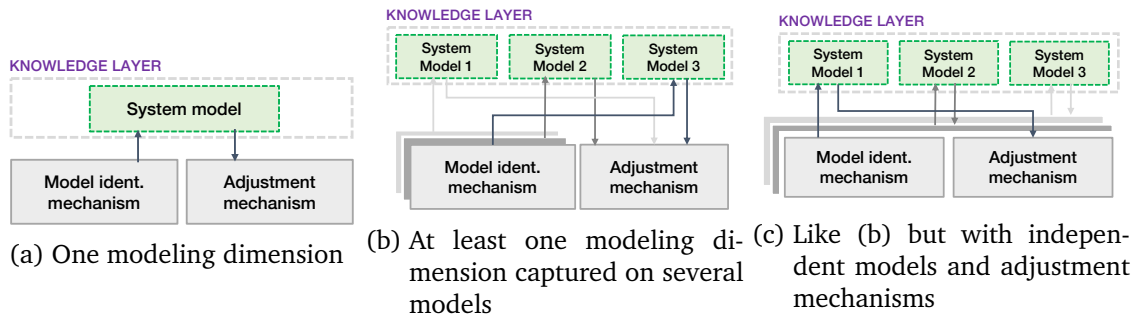 KNOWLEDGE LAYER
System model
Model ident.
mechanism
Adjustment
mechanism
(a) One modeling dimension
KNOWLEDGE LAYER
System
Model 1
System
Model 2
System
Model 3
Model ident.
mechanism
Adjustment
mechanism
(b) At least one modeling di-
mension captured on several
models
KNOWLEDGE LAYER
System
Model 1
System
Model 2
System
Model 3
Model ident.
mechanism
Adjustment
mechanism
(c) Like (b) but with indepen-
dent models and adjustment
mechanisms